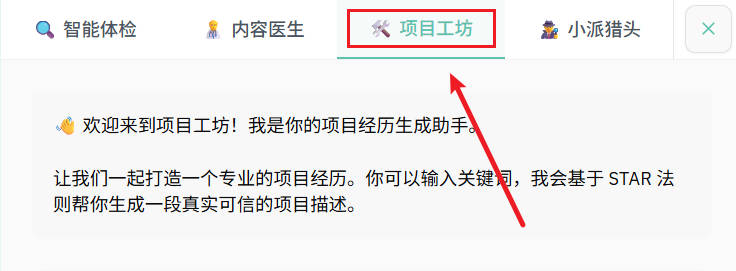 智能体检 内容医生 项目工坊 小派猎头
欢迎来到项目工坊！我是你的项目经历生成助手。
让我们一起打造一个专业的项目经历。你可以输入关键词，我会基于 STAR 法
则帮你生成一段真实可信的项目描述。